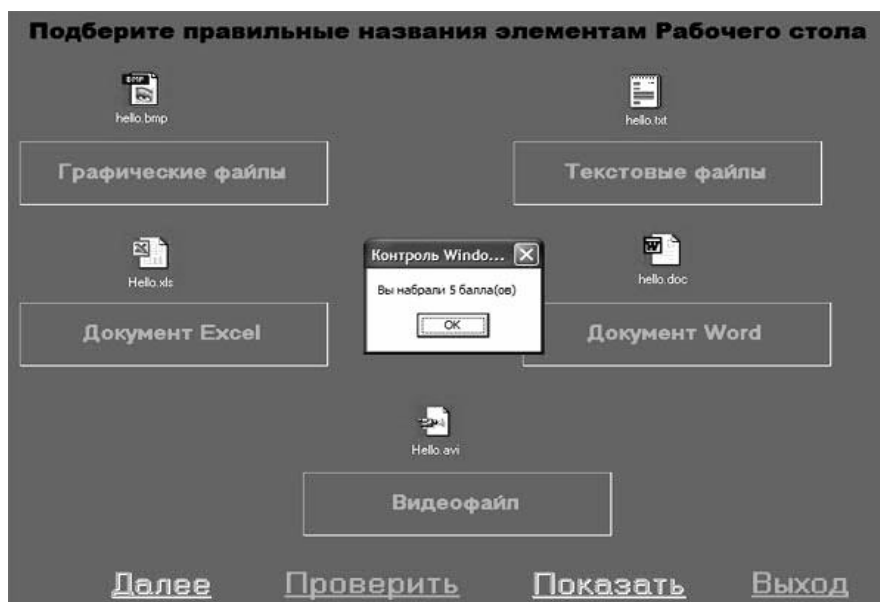 Подберите правильные названия элементам Рабочего стола
BMP
hello.bmp
hello.txt
Графические файлы
Текстовые файлы
Hello.xls
hello.doc
Контроль Windo...
Вы набрали 5 балла(ов)
OK
Документ Excel
Документ Word
Hello.avi
Видеофайл
Далее Проверить Показать Выход